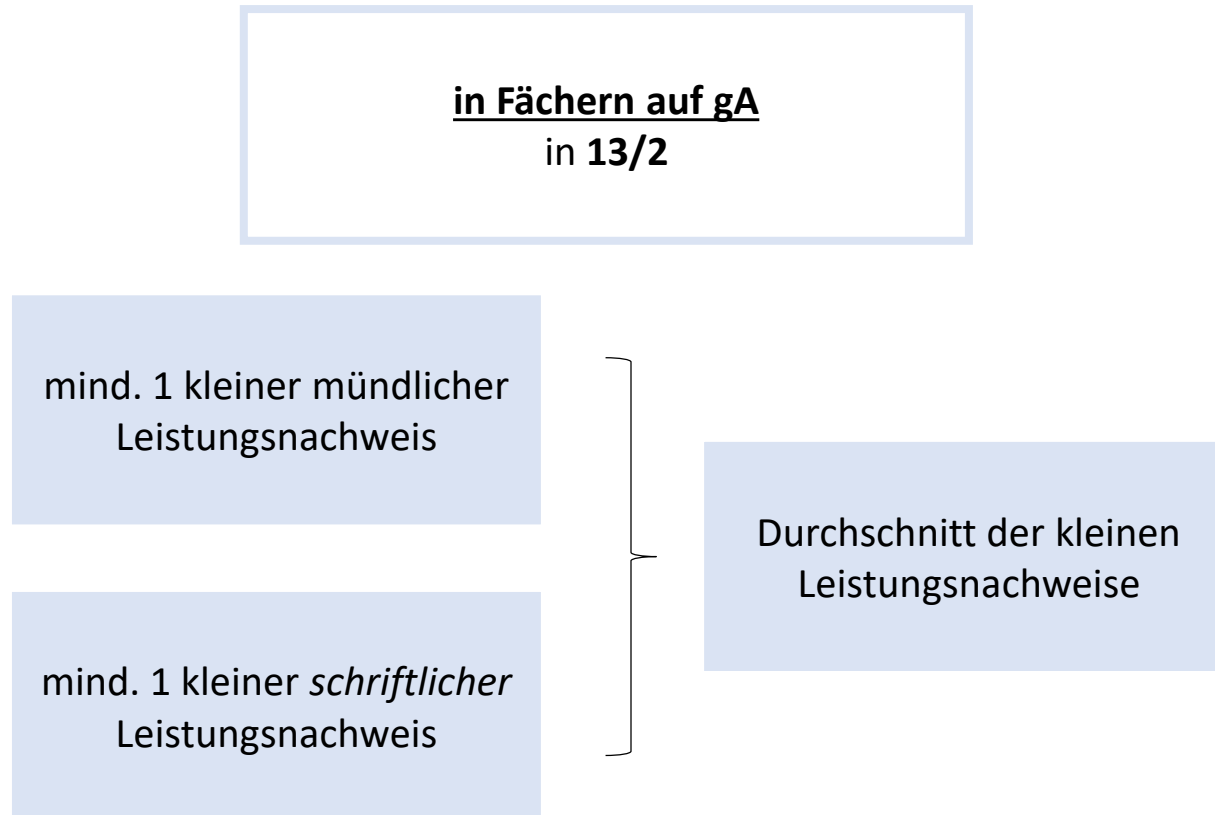 in Fächern auf gA
in 13/2
mind. 1 kleiner mündlicher
Leistungsnachweis
mind. 1 kleiner schriftlicher
Leistungsnachweis
Durchschnitt der kleinen
Leistungsnachweise